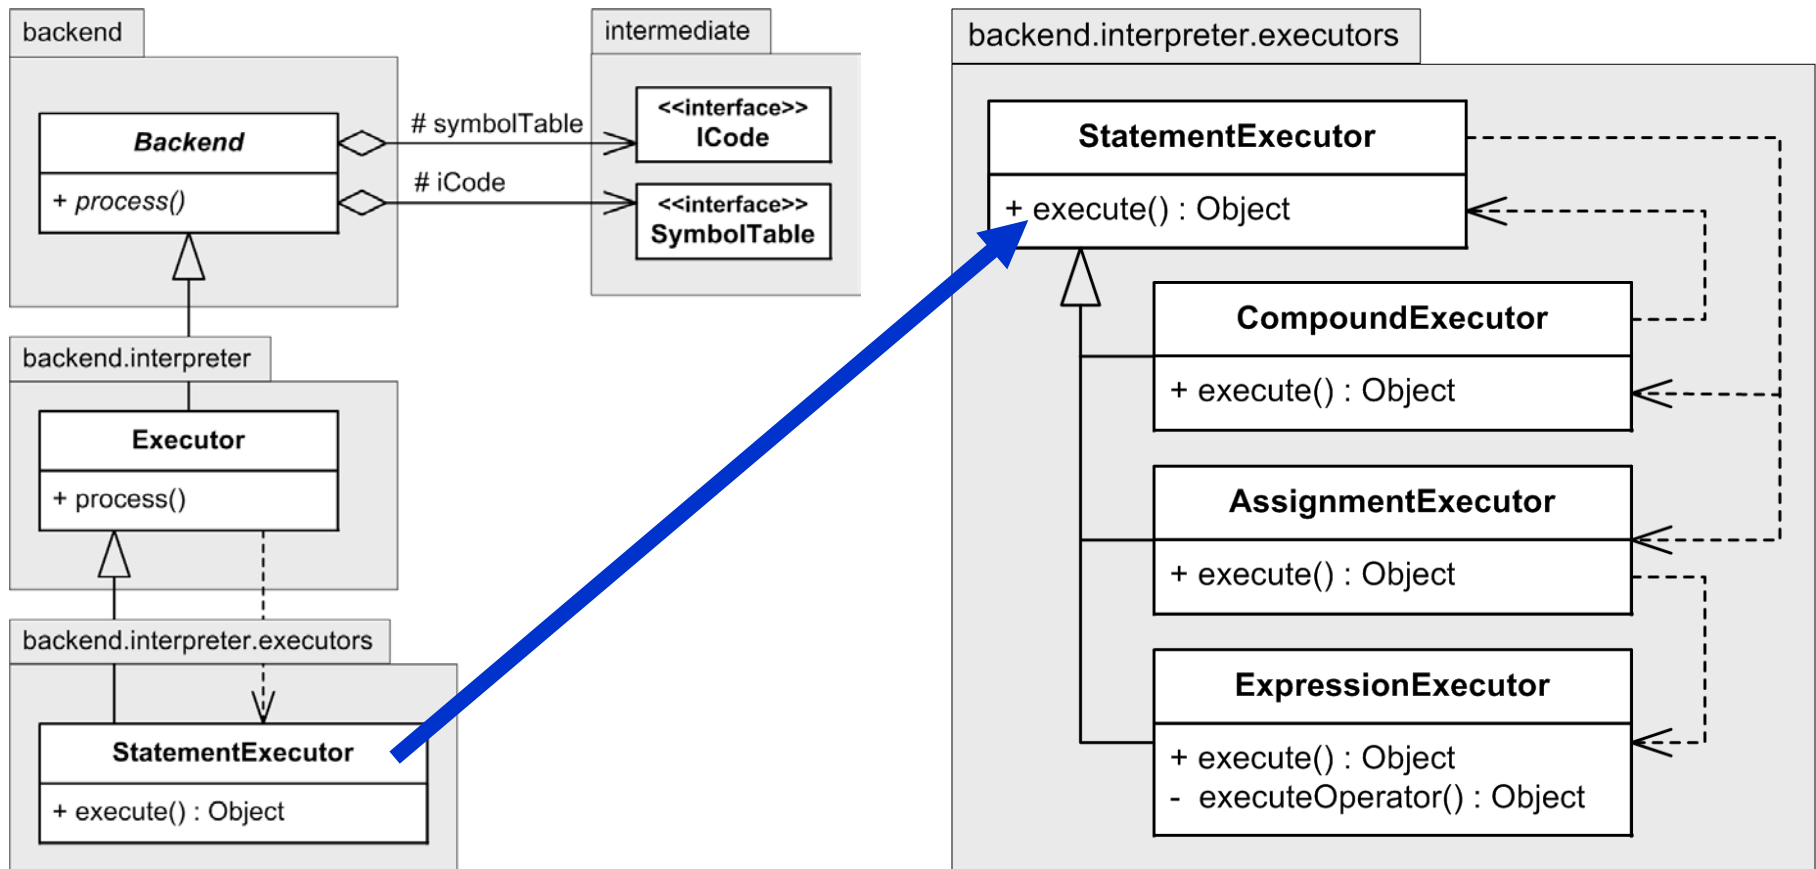 backend
Backend
+ process()
# symbolTable
# iCode
intermediate
<<interface>>
ICode
<<interface>>
SymbolTable
backend.interpreter
Executor
+ process()
backend.interpreter.executors
StatementExecutor
+ execute() : Object
backend.interpreter.executors
StatementExecutor
+ execute() : Object
CompoundExecutor
+ execute() : Object
AssignmentExecutor
+ execute() : Object
ExpressionExecutor
+ execute() : Object
- executeOperator() : Object